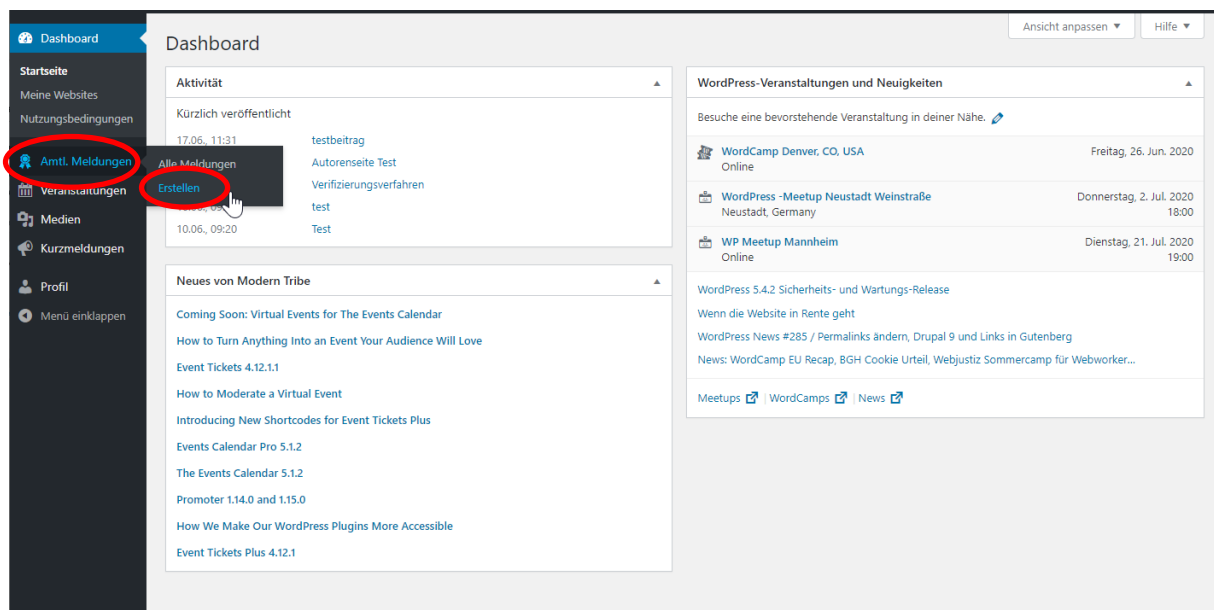 Dashboard
Startseite
Meine Websites
Nutzungsbedingungen
Amtl. Meldungen
Alle Meldungen
Erstellen
Veranstaltungen
Medien
Kurzmeldungen
Profil
Menü einklappen
Ansicht anpassen
Hilfe
Dashboard
Aktivität
Kürzlich veröffentlicht
17.06., 11:31 testbeitrag
Autorenseite Test
Verifizierungsverfahren
test
10.06., 09:20 Test
Neues von Modern Tribe
Coming Soon: Virtual Events for The Events Calendar
How to Turn Anything Into an Event Your Audience Will Love
Event Tickets 4.12.1.1
How to Moderate a Virtual Event
Introducing New Shortcodes for Event Tickets Plus
Events Calendar Pro 5.1.2
The Events Calendar 5.1.2
Promoter 1.14.0 and 1.15.0
How We Make Our WordPress Plugins More Accessible
Event Tickets Plus 4.12.1
WordPress-Veranstaltungen und Neuigkeiten
Besuche eine bevorstehende Veranstaltung in deiner Nähe.
WordCamp Denver, CO, USA Freitag, 26. Jun. 2020
Online
WordPress -Meetup Neustadt Weinstraße Donnerstag, 2. Jul. 2020
Neustadt, Germany 18:00
WP Meetup Mannheim Dienstag, 21. Jul. 2020
Online 19:00
WordPress 5.4.2 Sicherheits- und Wartungs-Release
Wenn die Website in Rente geht
WordPress News #285 / Permalinks ändern, Drupal 9 und Links in Gutenberg
News: WordCamp EU Recap, BGH Cookie Urteil, Webjustiz Sommercamp für Webworker...
Meetups | WordCamps | News